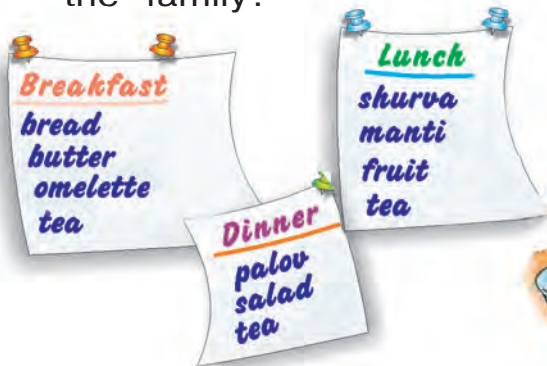 the family?
Breakfast
bread
butter
omelette
tea
Lunch
shurva
manti
fruit
tea
Dinner
palov
salad
tea